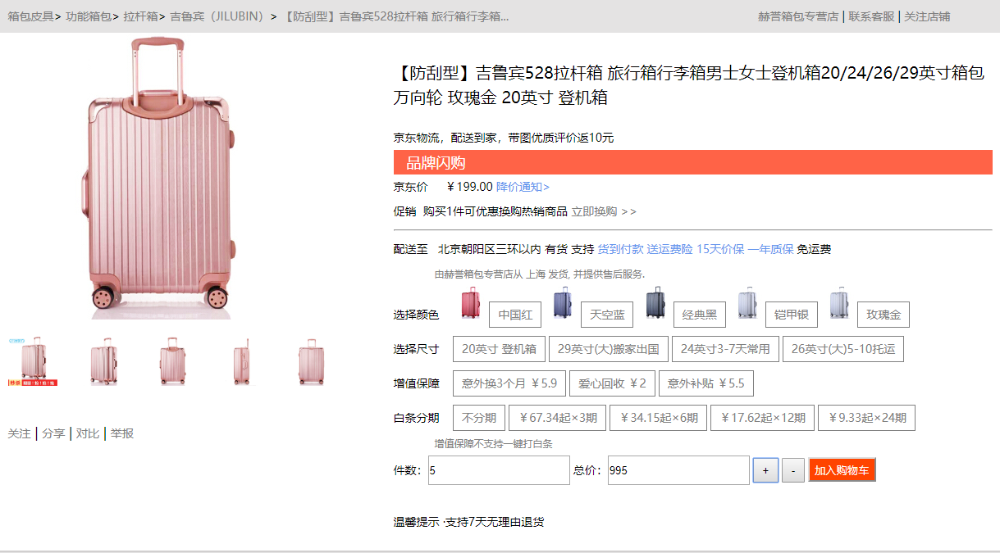 箱包皮具> 功能箱包> 拉杆箱> 吉鲁宾（JILUBIN）> 【防刮型】吉鲁宾528拉杆箱 旅行箱行李箱...
赫誉箱包专营店 | 联系客服 | 关注店铺
【防刮型】吉鲁宾528拉杆箱 旅行箱行李箱男士女士登机箱20/24/26/29英寸箱包
万向轮 玫瑰金 20英寸 登机箱
京东物流，配送到家，带图优质评价返10元
品牌闪购
京东价 ￥199.00 降价通知>
促销 购买1件可优惠换购热销商品 立即换购 >>
配送至 北京朝阳区三环以内 有货 支持 货到付款 送运费险 15天价保 一年质保 免运费
由赫誉箱包专营店从 上海 发货, 并提供售后服务.
选择颜色 中国红 天空蓝 经典黑 铠甲银 玫瑰金
选择尺寸 20英寸 登机箱 29英寸(大)搬家出国 24英寸3-7天常用 26英寸(大)5-10托运
增值保障 意外换3个月 ￥5.9 爱心回收 ￥2 意外补贴 ￥5.5
白条分期 不分期 ￥67.34起×3期 ￥34.15起×6期 ￥17.62起×12期 ￥9.33起×24期
增值保障不支持一键打白条
件数: 5 总价: 995 + - 加入购物车
关注 | 分享 | 对比 | 举报
温馨提示 ·支持7天无理由退货